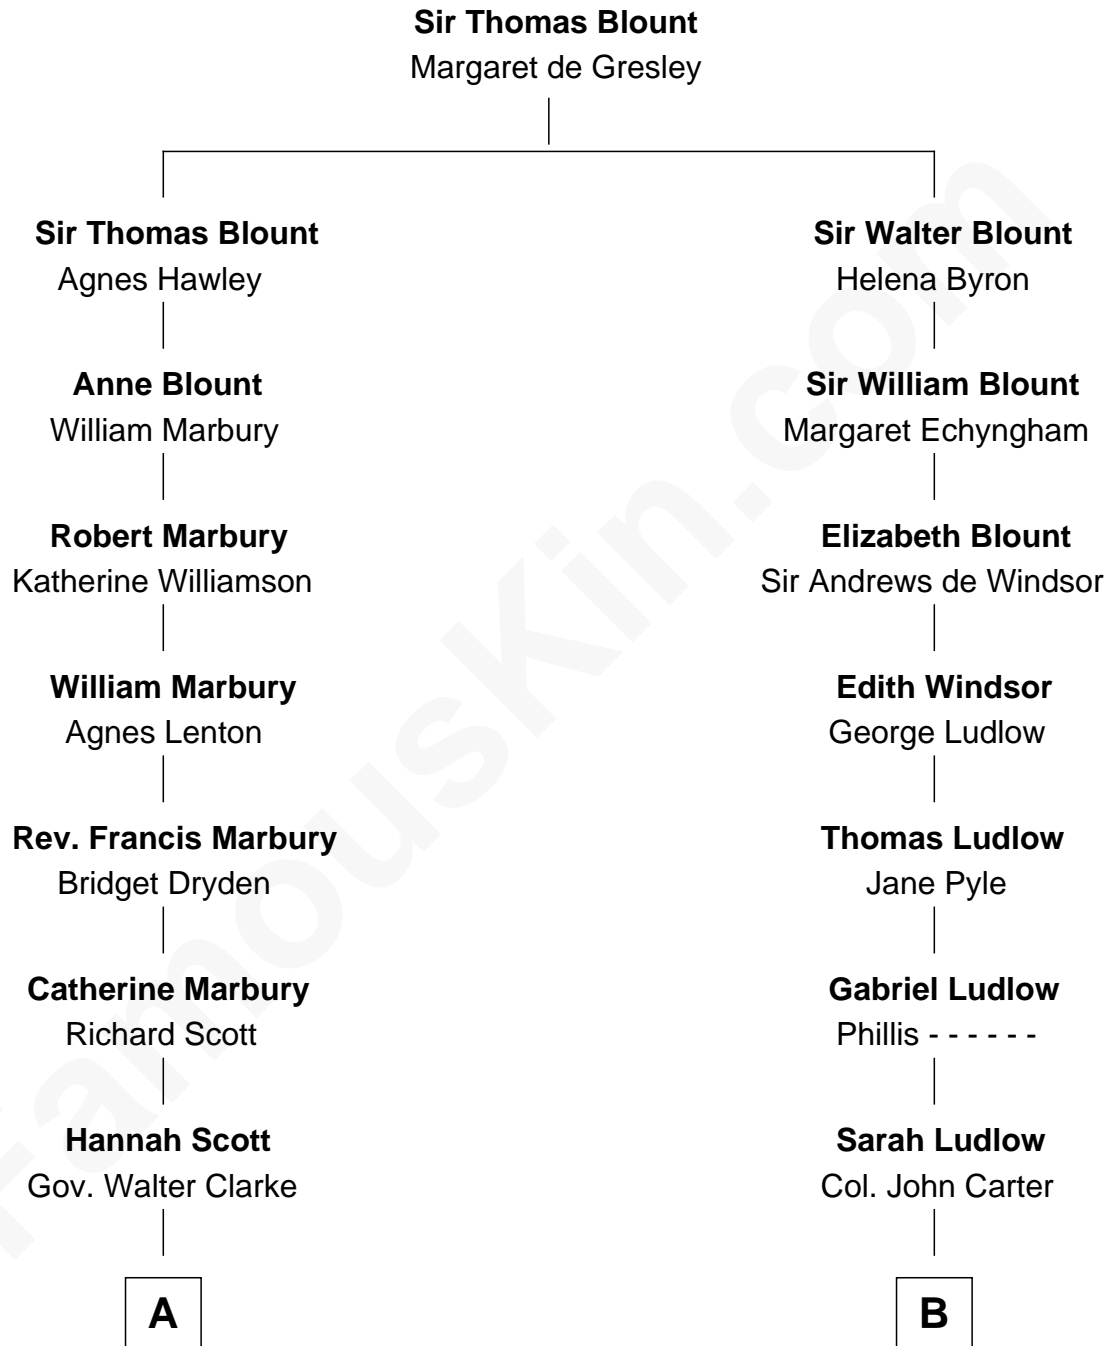 Sir Thomas Blount
Margaret de Gresley
Sir Thomas Blount
Agnes Hawley
Sir Walter Blount
Helena Byron
Anne Blount
William Marbury
Sir William Blount
Margaret Echyngham
Robert Marbury
Katherine Williamson
Elizabeth Blount
Sir Andrews de Windsor
William Marbury
Agnes Lenton
Edith Windsor
George Ludlow
Rev. Francis Marbury
Bridget Dryden
Thomas Ludlow
Jane Pyle
Catherine Marbury
Richard Scott
Gabriel Ludlow
Phillis - - - - - -
Hannah Scott
Gov. Walter Clarke
Sarah Ludlow
Col. John Carter
A
B
FamousKin.com